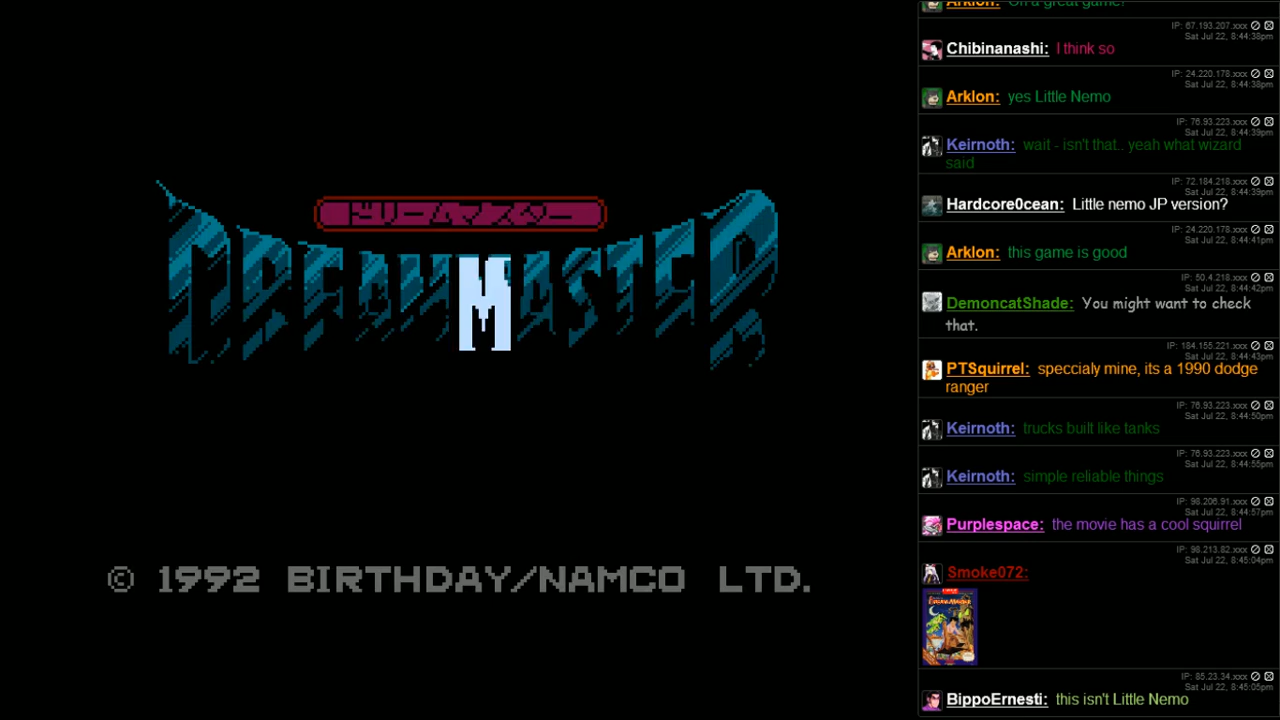 DREAM MASTER
© 1992 BIRTHDAY/NAMCO LTD.
Arklon: Oh a great game!
IP: 67.193.207.xxx
Sat Jul 22, 8:44:38pm
Chibinanashi: I think so
IP: 24.220.178.xxx
Sat Jul 22, 8:44:38pm
Arklon: yes Little Nemo
IP: 76.93.223.xxx
Sat Jul 22, 8:44:39pm
Keirnoth: wait - isn't that.. yeah what wizard
said
IP: 72.184.218.xxx
Sat Jul 22, 8:44:39pm
Hardcore0cean: Little nemo JP version?
IP: 24.220.178.xxx
Sat Jul 22, 8:44:41pm
Arklon: this game is good
IP: 50.4.218.xxx
Sat Jul 22, 8:44:42pm
DemoncatShade: You might want to check
that.
IP: 184.155.221.xxx
Sat Jul 22, 8:44:43pm
PTSquirrel: speccialy mine, its a 1990 dodge
ranger
IP: 76.93.223.xxx
Sat Jul 22, 8:44:50pm
Keirnoth: trucks built like tanks
IP: 76.93.223.xxx
Sat Jul 22, 8:44:55pm
Keirnoth: simple reliable things
IP: 98.206.91.xxx
Sat Jul 22, 8:44:57pm
Purplespace: the movie has a cool squirrel
IP: 98.213.82.xxx
Sat Jul 22, 8:45:04pm
Smoke072:
IP: 85.23.34.xxx
Sat Jul 22, 8:45:05pm
BippoErnesti: this isn't Little Nemo